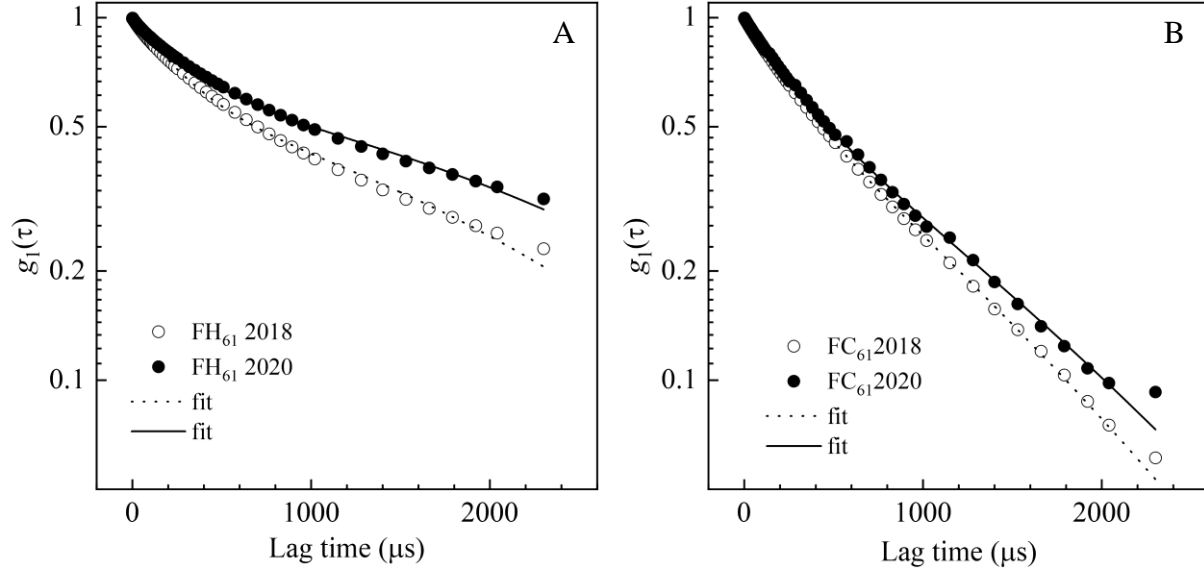 A
1
0.5
0.2
0.1
g₁(τ)
FH₆₁ 2018
FH₆₁ 2020
fit
fit
0 1000 2000
Lag time (μs)
B
1
0.5
0.2
0.1
g₁(τ)
FC₆₁2018
FC₆₁2020
fit
fit
0 1000 2000
Lag time (μs)